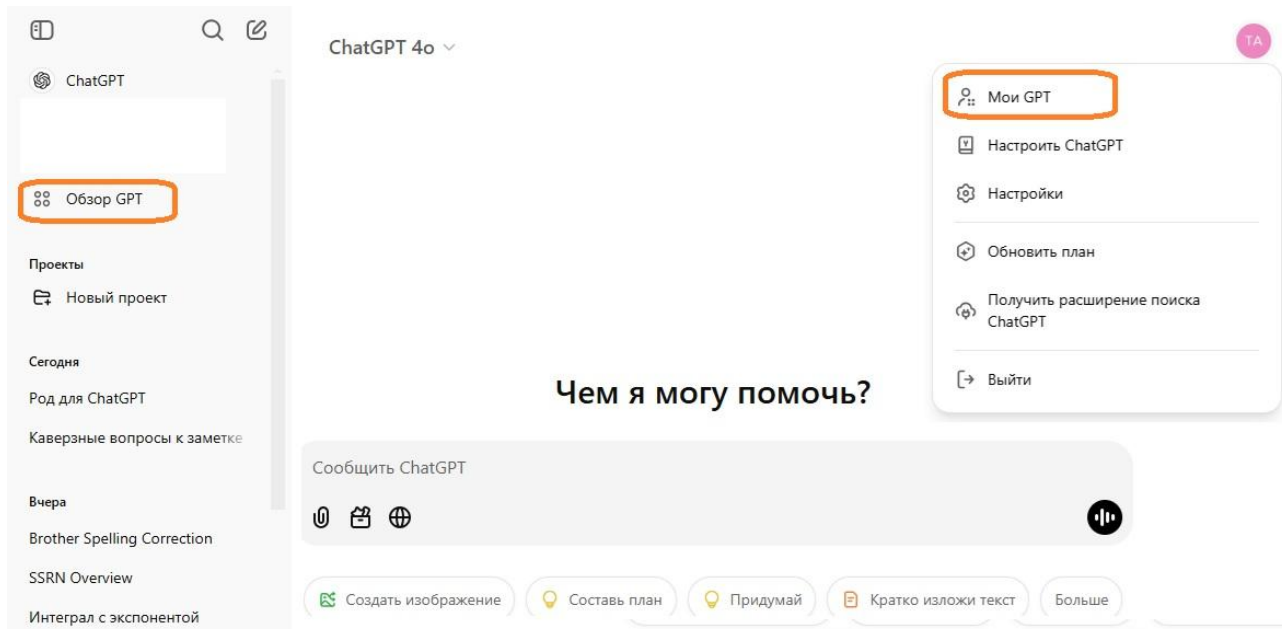 ChatGPT
Обзор GPT
Проекты
Новый проект
Сегодня
Род для ChatGPT
Каверзные вопросы к заметке
Вчера
Brother Spelling Correction
SSRN Overview
Интеграл с экспонентой
ChatGPT 4o
TA
Мои GPT
Настроить ChatGPT
Настройки
Обновить план
Получить расширение поиска
ChatGPT
Выйти
Чем я могу помочь?
Сообщить ChatGPT
Создать изображение
Составь план
Придумай
Кратко изложи текст
Больше